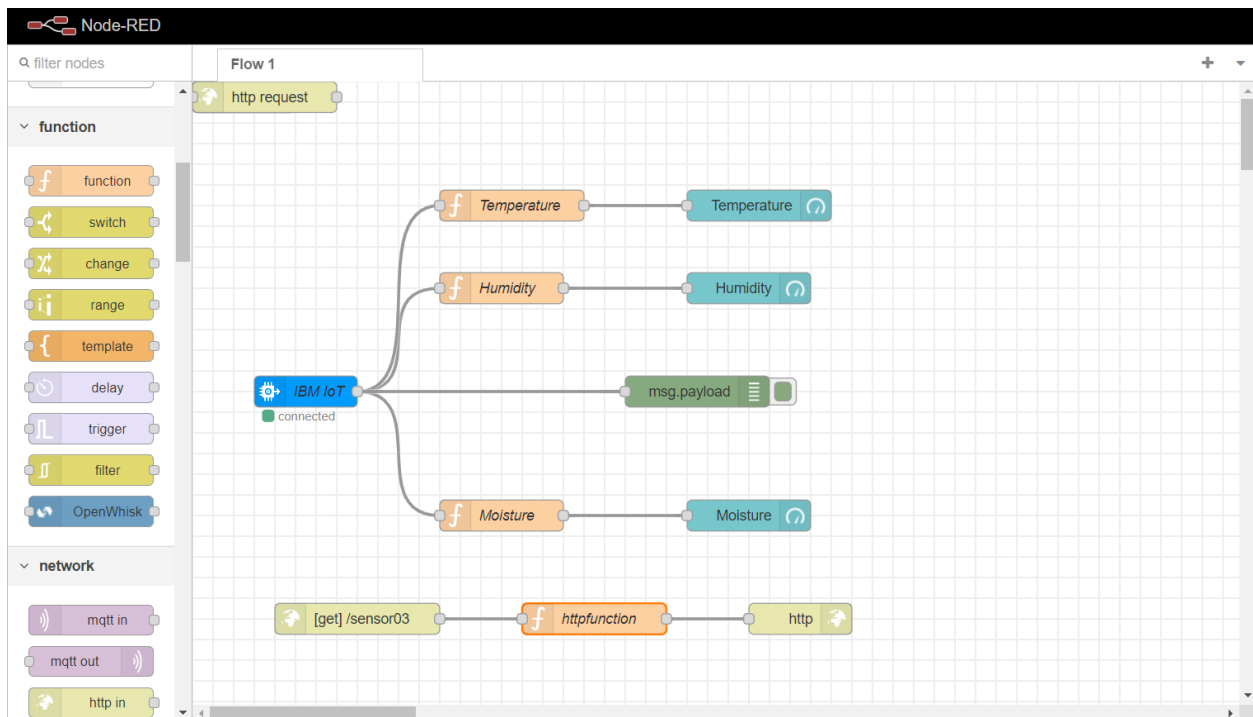 Node-RED
filter nodes
Flow 1
function
function
switch
change
range
template
delay
trigger
filter
OpenWhisk
network
mqtt in
mqtt out
http in
http request
Temperature
Temperature
Humidity
Humidity
IBM IoT
connected
msg.payload
Moisture
Moisture
[get] /sensor03
httpfunction
http